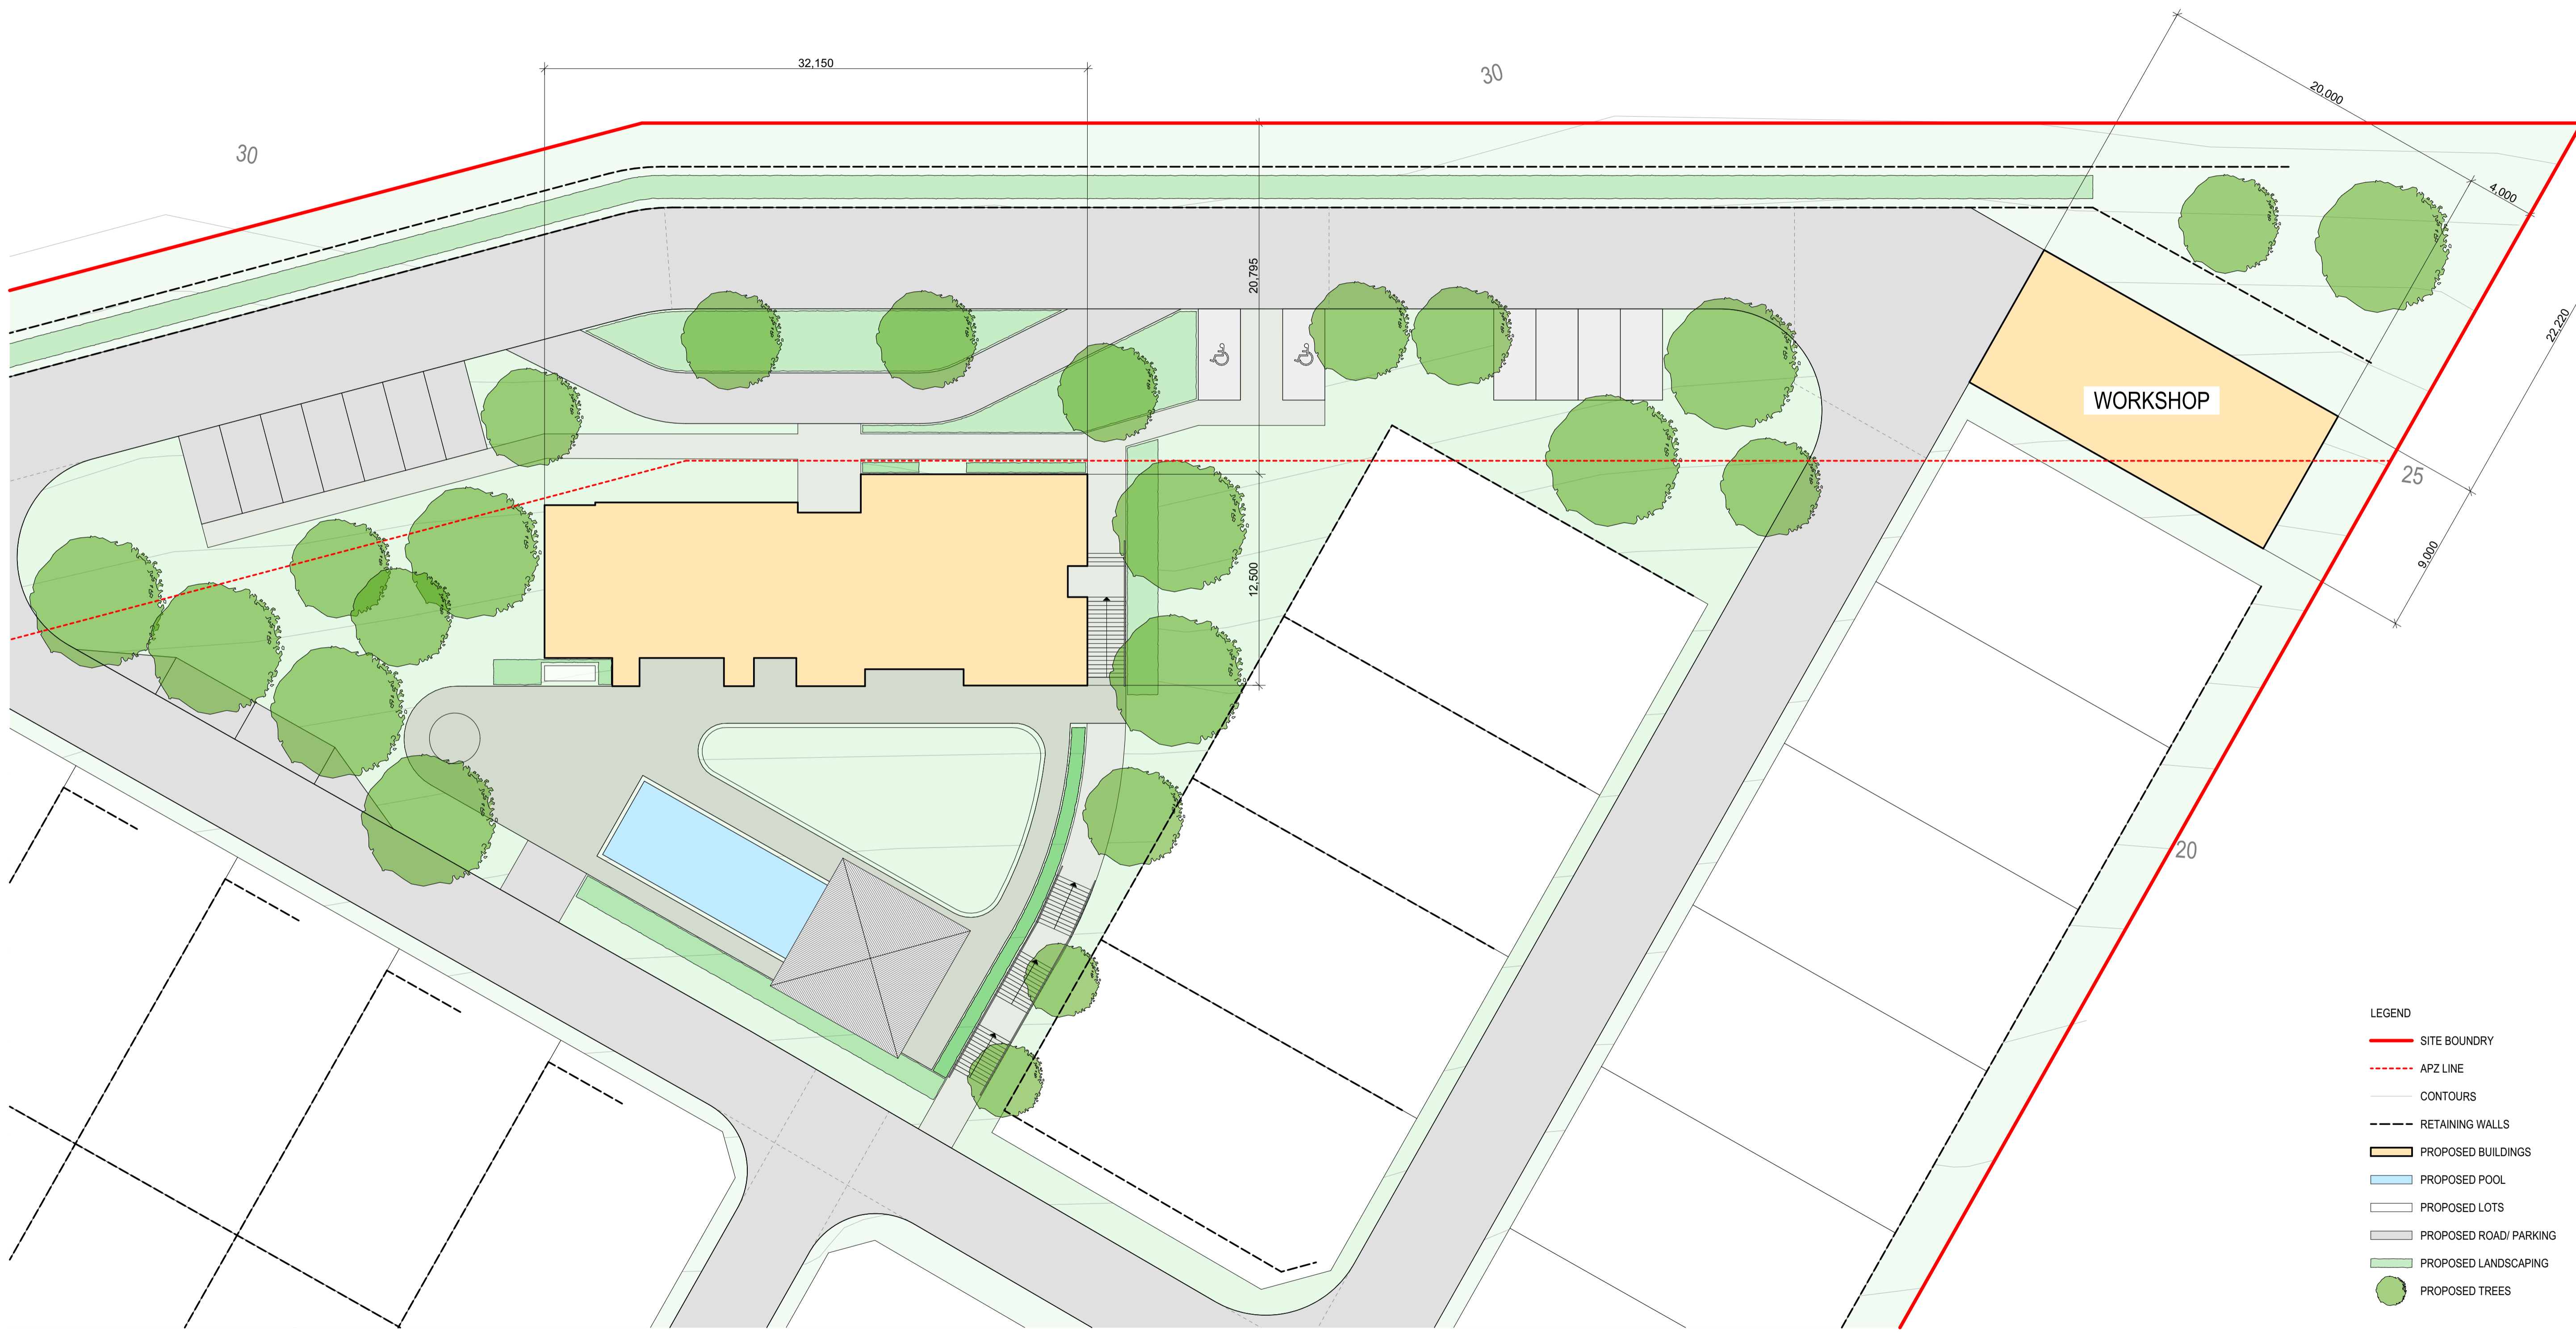 20,000
32,150
30
30
4,000
20,795
22,220
WORKSHOP
25
9,000
12,500
20
LEGEND
SITE BOUNDRY
APZ LINE
CONTOURS
RETAINING WALLS
PROPOSED BUILDINGS
PROPOSED POOL
PROPOSED LOTS
PROPOSED ROAD/ PARKING
PROPOSED LANDSCAPING
PROPOSED TREES